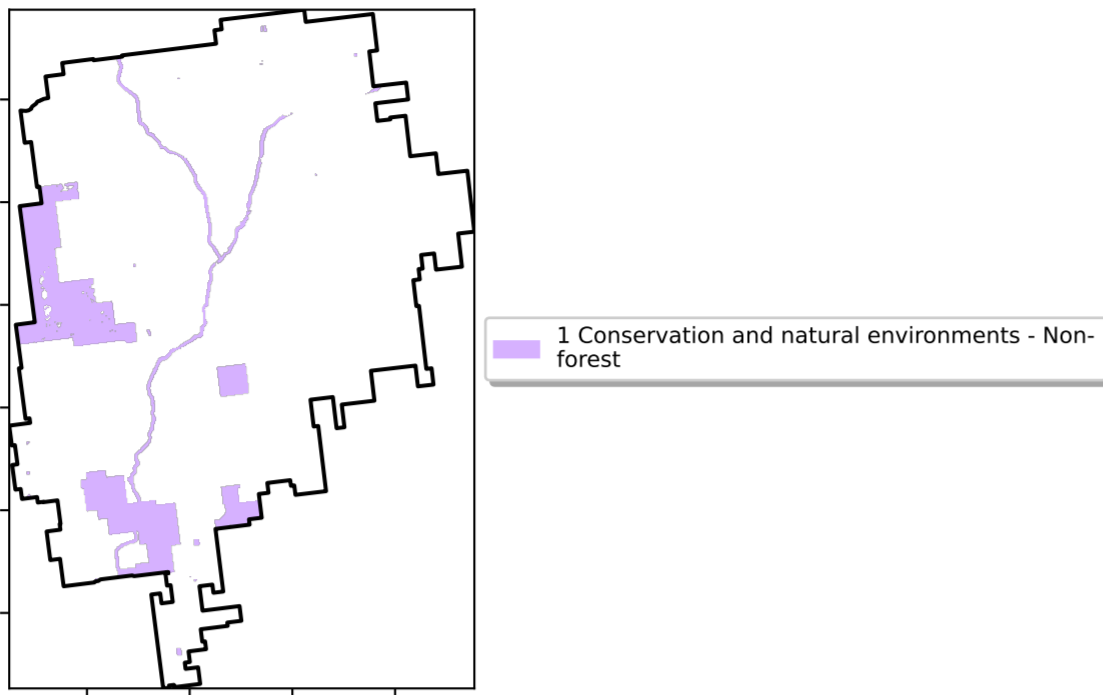 1 Conservation and natural environments - Non-
forest